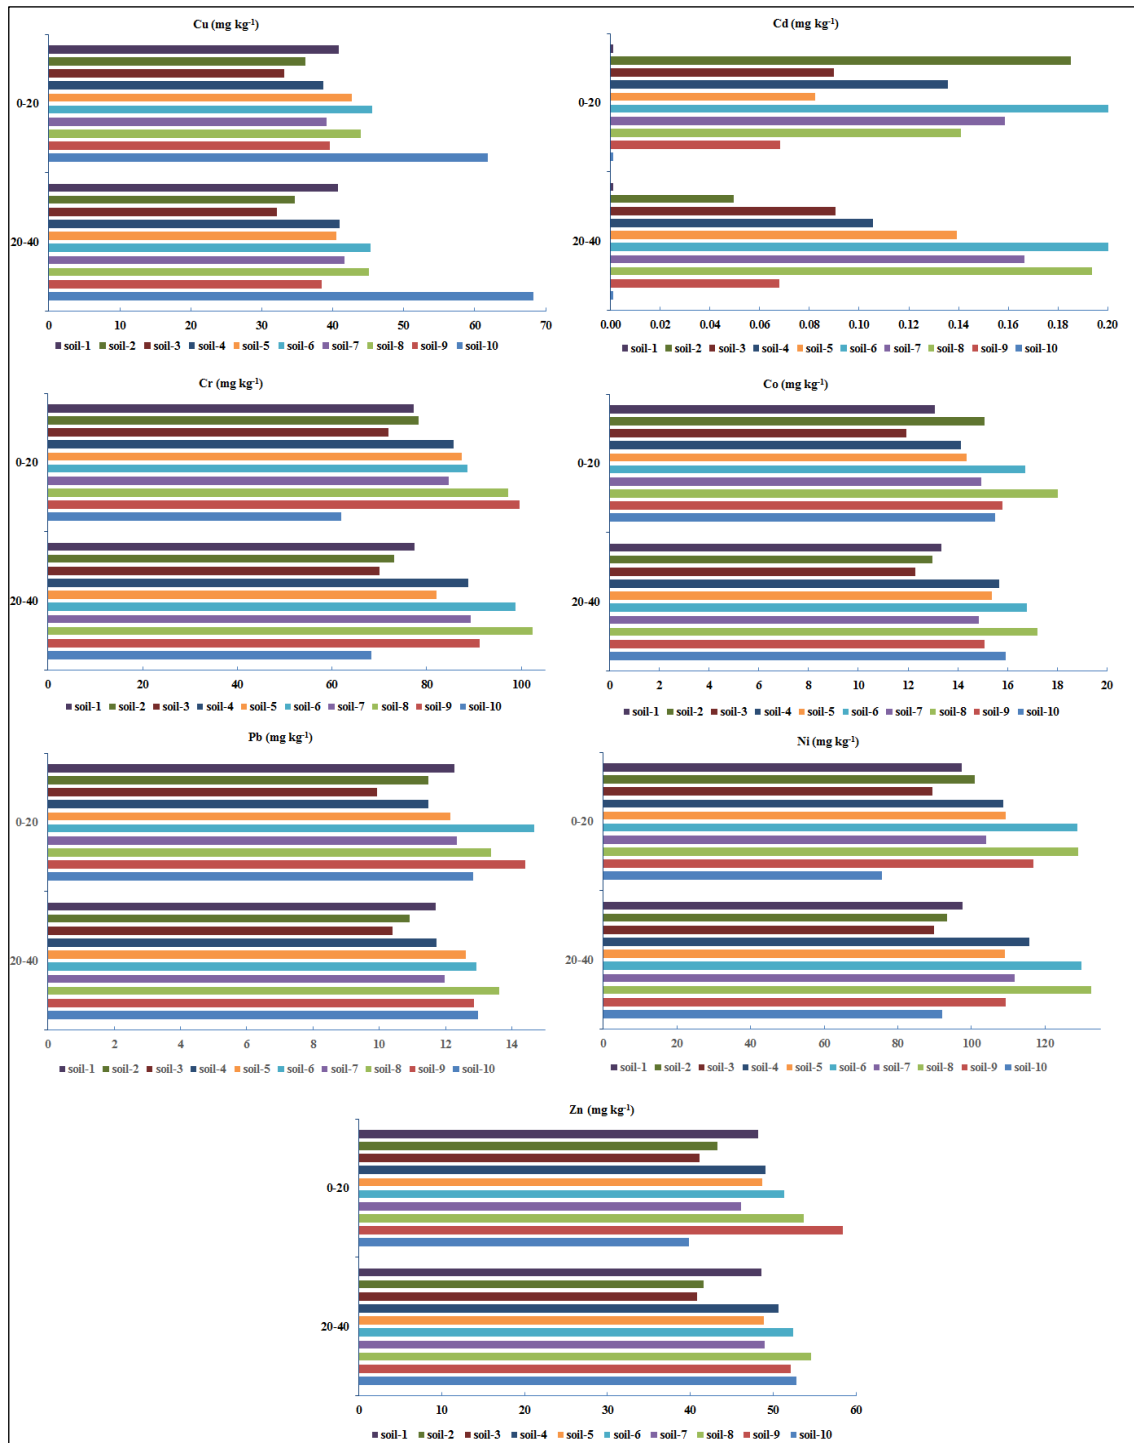 Cu (mg kg⁻¹)
0-20
20-40
0 10 20 30 40 50 60 70
soil-1 soil-2 soil-3 soil-4 soil-5 soil-6 soil-7 soil-8 soil-9 soil-10
Cd (mg kg⁻¹)
0-20
20-40
0.00 0.02 0.04 0.06 0.08 0.10 0.12 0.14 0.16 0.18 0.20
soil-1 soil-2 soil-3 soil-4 soil-5 soil-6 soil-7 soil-8 soil-9 soil-10
Cr (mg kg⁻¹)
0-20
20-40
0 20 40 60 80 100
soil-1 soil-2 soil-3 soil-4 soil-5 soil-6 soil-7 soil-8 soil-9 soil-10
Co (mg kg⁻¹)
0-20
20-40
0 2 4 6 8 10 12 14 16 18 20
soil-1 soil-2 soil-3 soil-4 soil-5 soil-6 soil-7 soil-8 soil-9 soil-10
Pb (mg kg⁻¹)
0-20
20-40
0 2 4 6 8 10 12 14
soil-1 soil-2 soil-3 soil-4 soil-5 soil-6 soil-7 soil-8 soil-9 soil-10
Ni (mg kg⁻¹)
0-20
20-40
0 20 40 60 80 100 120
soil-1 soil-2 soil-3 soil-4 soil-5 soil-6 soil-7 soil-8 soil-9 soil-10
Zn (mg kg⁻¹)
0-20
20-40
0 10 20 30 40 50 60
soil-1 soil-2 soil-3 soil-4 soil-5 soil-6 soil-7 soil-8 soil-9 soil-10